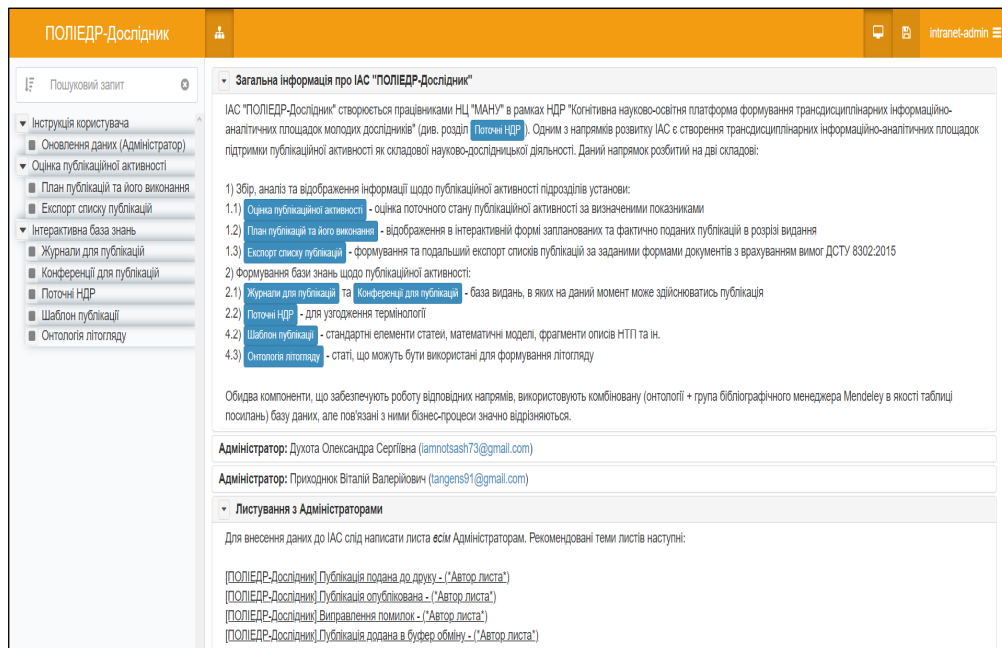 ПОЛІЕДР-Дослідник
intranet-admin
Пошуковий запит
Інструкція користувача
Оновлення даних (Адміністратор)
Оцінка публікаційної активності
План публікацій та його виконання
Експорт списку публікацій
Інтерактивна база знань
Журнали для публікацій
Конференції для публікацій
Поточні НДР
Шаблон публікації
Онтологія літогляду
Загальна інформація про ІАС "ПОЛІЕДР-Дослідник"
ІАС "ПОЛІЕДР-Дослідник" створюється працівниками НЦ "МАНУ" в рамках НДР "Когнітивна науково-освітня платформа формування трансдисциплінарних інформаційно-
аналітичних площадок молодих дослідників" (див. розділ Поточні НДР ). Одним з напрямків розвитку ІАС є створення трансдисциплінарних інформаційно-аналітичних площадок
підтримки публікаційної активності як складової науково-дослідницької діяльності. Даний напрямок розбитий на дві складові:
1) Збір, аналіз та відображення інформації щодо публікаційної активності підрозділів установи:
1.1) Оцінка публікаційної активності - оцінка поточного стану публікаційної активності за визначеними показниками
1.2) План публікацій та його виконання - відображення в інтерактивній формі запланованих та фактично поданих публікацій в розрізі видання
1.3) Експорт списку публікацій - формування та подальший експорт списків публікацій за заданими формами документів з врахуванням вимог ДСТУ 8302:2015
2) Формування бази знань щодо публікаційної активності:
2.1) Журнали для публікацій та Конференції для публікацій - база видань, в яких на даний момент може здійснюватись публікація
2.2) Поточні НДР - для узгодження термінології
4.2) Шаблон публікації - стандартні елементи статей, математичні моделі, фрагменти описів НТП та ін.
4.3) Онтологія літогляду - статі, що можуть бути використані для формування літогляду
Обидва компоненти, що забезпечують роботу відповідних напрямів, використовують комбіновану (онтології + група бібліографічного менеджера Mendeley в якості таблиці
посилань) базу даних, але пов'язані з ними бізнес-процеси значно відрізняються.
Адміністратор: Духота Олександра Сергіївна (iamnotsash73@gmail.com)
Адміністратор: Приходнюк Віталій Валерійович (tangens91@gmail.com)
Листування з Адміністраторами
Для внесення даних до ІАС слід написати листа всім Адміністраторам. Рекомендовані теми листів наступні:
[ПОЛІЕДР-Дослідник] Публікація подана до друку - (*Автор листа*)
[ПОЛІЕДР-Дослідник] Публікація опублікована - (*Автор листа*)
[ПОЛІЕДР-Дослідник] Виправлення помилок - (*Автор листа*)
[ПОЛІЕДР-Дослідник] Публікація додана в буфер обміну - (*Автор листа*)